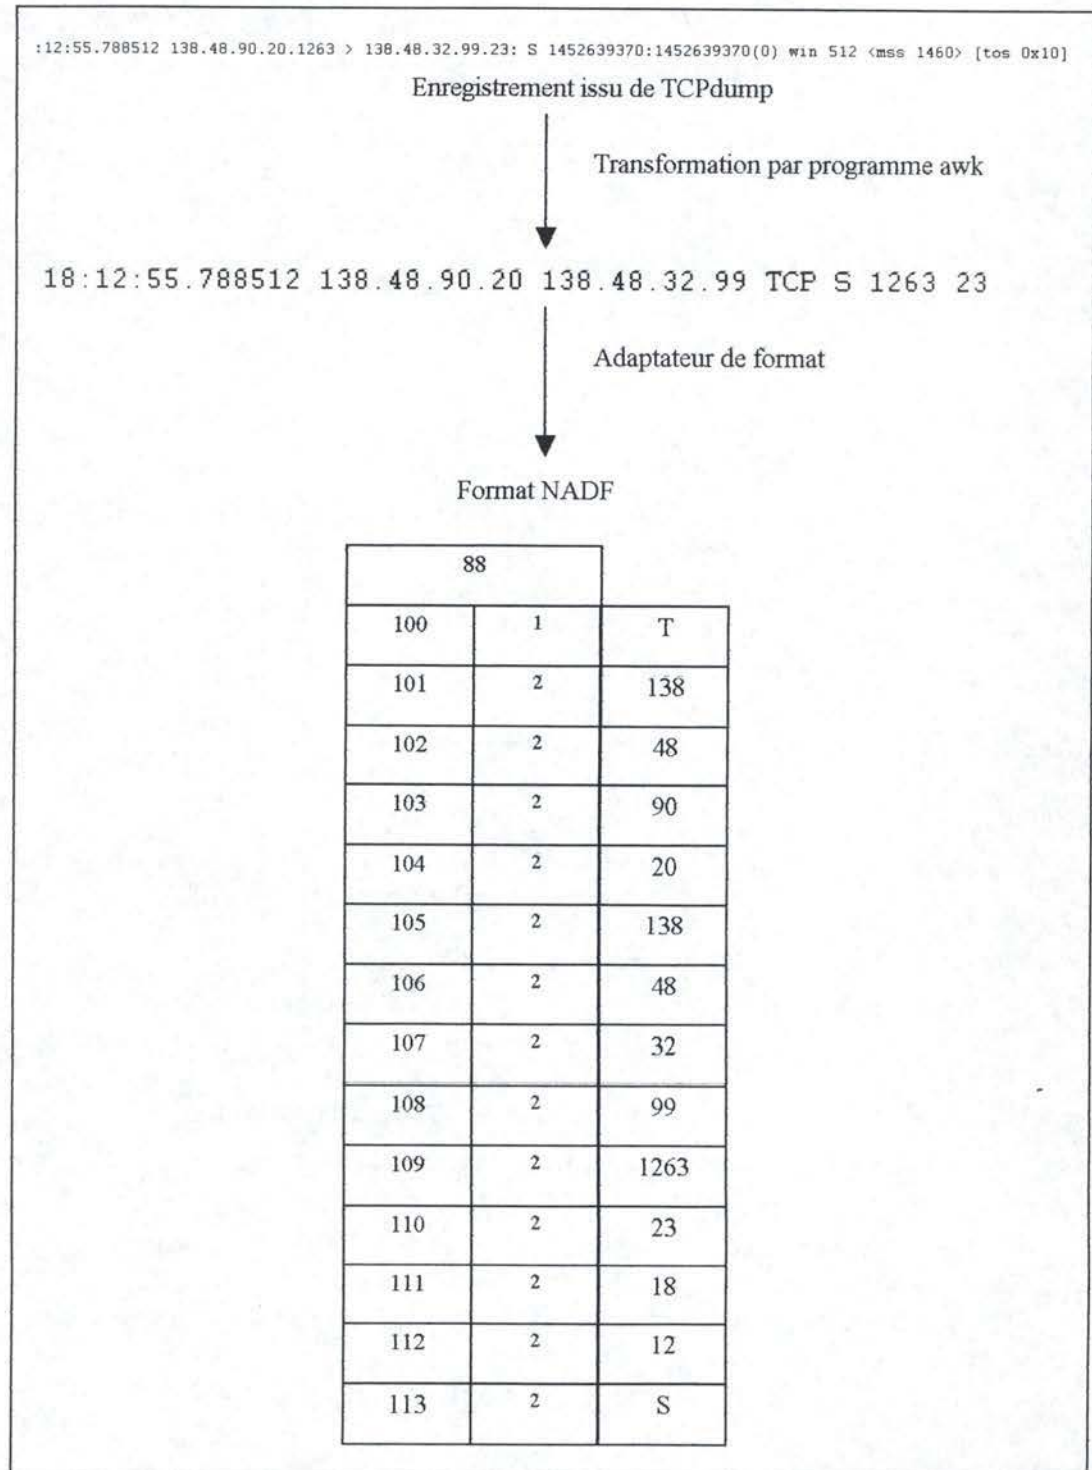 :12:55.788512 138.48.90.20.1263 > 138.48.32.99.23: S 1452639370:1452639370(0) win 512 <mss 1460> [tos 0x10]
Enregistrement issu de TCPdump
Transformation par programme awk
18:12:55.788512 138.48.90.20 138.48.32.99 TCP S 1263 23
Adaptateur de format
Format NADF
88
100 1 T
101 2 138
102 2 48
103 2 90
104 2 20
105 2 138
106 2 48
107 2 32
108 2 99
109 2 1263
110 2 23
111 2 18
112 2 12
113 2 S